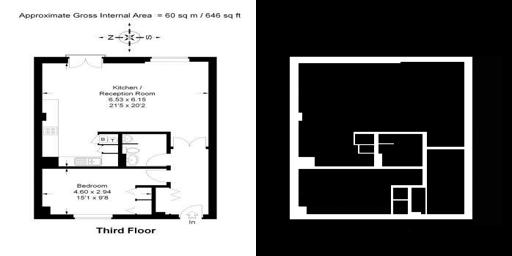 Approximate Gross Internal Area = 60 sq m / 646 sq ft
N S
Kitchen /
Reception Room
6.53 x 6.15
21'5 x 20'2
B T
Bedroom
4.60 x 2.94
15'1 x 9'8
In
Third Floor